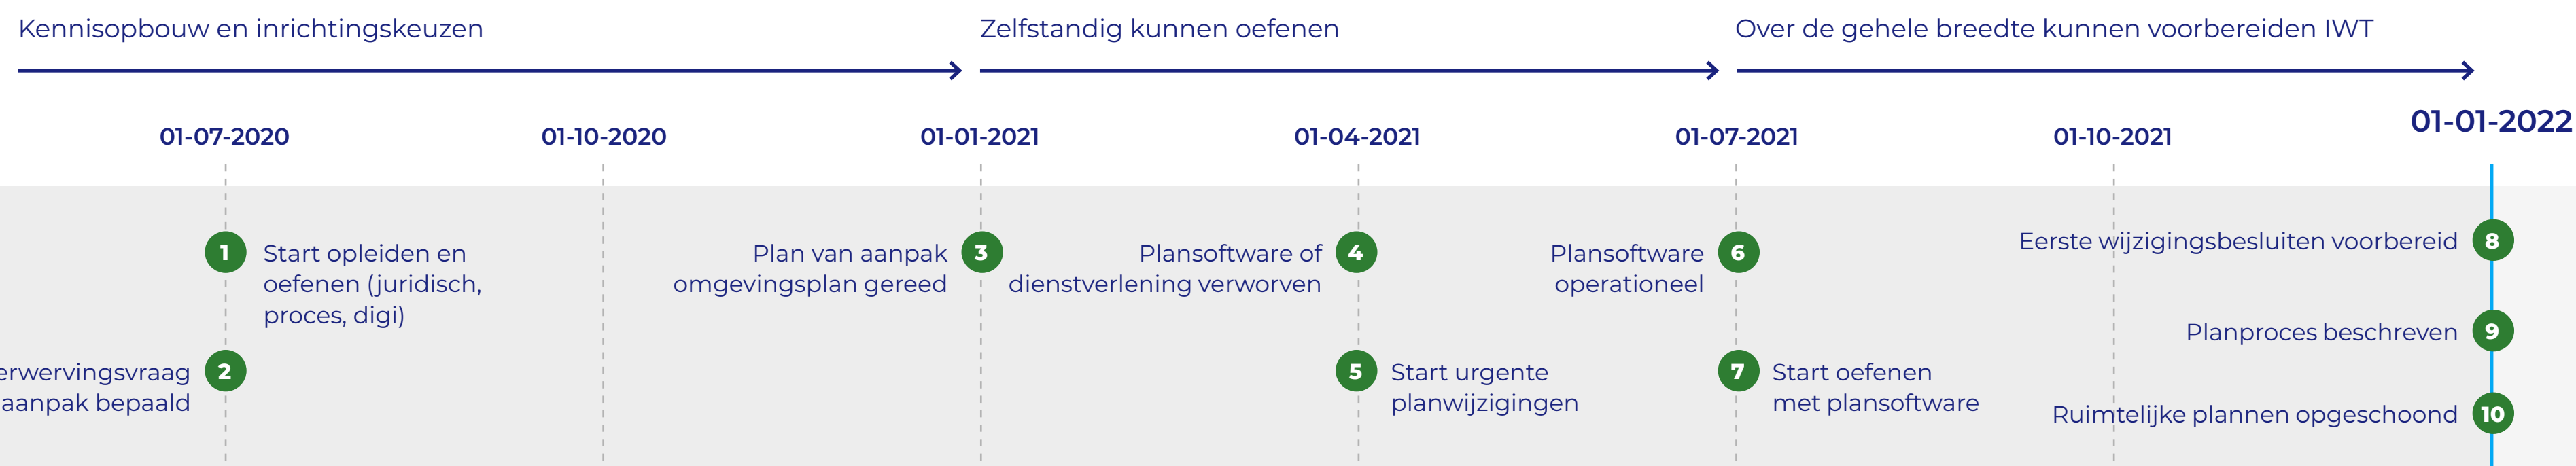 Kennisopbouw en inrichtingskeuzen
Zelfstandig kunnen oefenen
Over de gehele breedte kunnen voorbereiden IWT
01-07-2020
01-10-2020
01-01-2021
01-04-2021
01-07-2021
01-10-2021
01-01-2022
1
Start opleiden en
oefenen (juridisch,
proces, digi)
erwervingsvraag
aanpak bepaald
2
Plan van aanpak
omgevingsplan gereed
3
Plansoftware of
dienstverlening verworven
4
5
Start urgente
planwijzigingen
Plansoftware
operationeel
6
7
Start oefenen
met plansoftware
Eerste wijzigingsbesluiten voorbereid
8
Planproces beschreven
9
Ruimtelijke plannen opgeschoond
10